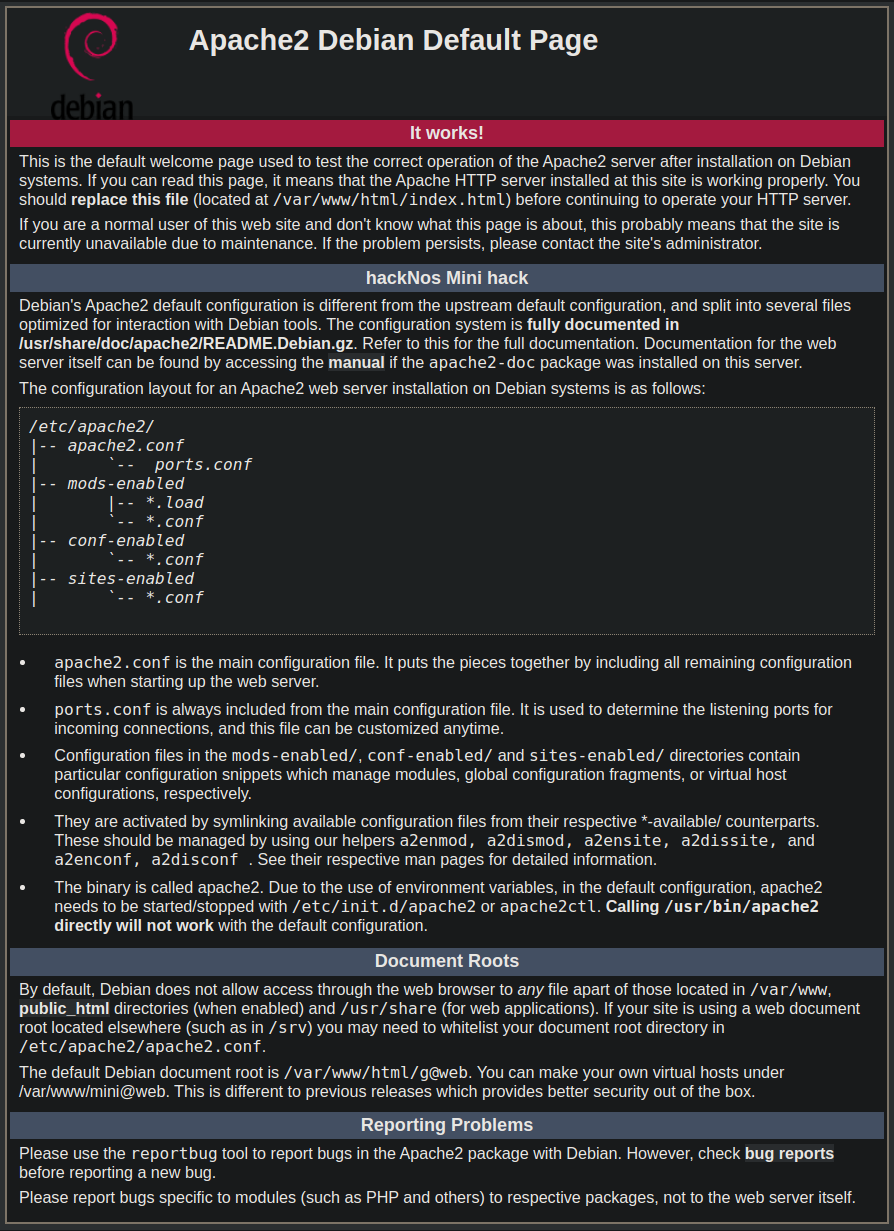 Apache2 Debian Default Page
debian
It works!
This is the default welcome page used to test the correct operation of the Apache2 server after installation on Debian
systems. If you can read this page, it means that the Apache HTTP server installed at this site is working properly. You
should replace this file (located at /var/www/html/index.html) before continuing to operate your HTTP server.
If you are a normal user of this web site and don't know what this page is about, this probably means that the site is
currently unavailable due to maintenance. If the problem persists, please contact the site's administrator.
hackNos Mini hack
Debian's Apache2 default configuration is different from the upstream default configuration, and split into several files
optimized for interaction with Debian tools. The configuration system is fully documented in
/usr/share/doc/apache2/README.Debian.gz. Refer to this for the full documentation. Documentation for the web
server itself can be found by accessing the manual if the apache2-doc package was installed on this server.
The configuration layout for an Apache2 web server installation on Debian systems is as follows:
/etc/apache2/
|-- apache2.conf
|       `--  ports.conf
|-- mods-enabled
|       |-- *.load
|       `-- *.conf
|-- conf-enabled
|       `-- *.conf
|-- sites-enabled
|       `-- *.conf
• apache2.conf is the main configuration file. It puts the pieces together by including all remaining configuration
files when starting up the web server.
• ports.conf is always included from the main configuration file. It is used to determine the listening ports for
incoming connections, and this file can be customized anytime.
• Configuration files in the mods-enabled/, conf-enabled/ and sites-enabled/ directories contain
particular configuration snippets which manage modules, global configuration fragments, or virtual host
configurations, respectively.
• They are activated by symlinking available configuration files from their respective *-available/ counterparts.
These should be managed by using our helpers a2enmod, a2dismod, a2ensite, a2dissite, and
a2enconf, a2disconf . See their respective man pages for detailed information.
• The binary is called apache2. Due to the use of environment variables, in the default configuration, apache2
needs to be started/stopped with /etc/init.d/apache2 or apache2ctl. Calling /usr/bin/apache2
directly will not work with the default configuration.
Document Roots
By default, Debian does not allow access through the web browser to any file apart of those located in /var/www,
public_html directories (when enabled) and /usr/share (for web applications). If your site is using a web document
root located elsewhere (such as in /srv) you may need to whitelist your document root directory in
/etc/apache2/apache2.conf.
The default Debian document root is /var/www/html/g@web. You can make your own virtual hosts under
/var/www/mini@web. This is different to previous releases which provides better security out of the box.
Reporting Problems
Please use the reportbug tool to report bugs in the Apache2 package with Debian. However, check bug reports
before reporting a new bug.
Please report bugs specific to modules (such as PHP and others) to respective packages, not to the web server itself.